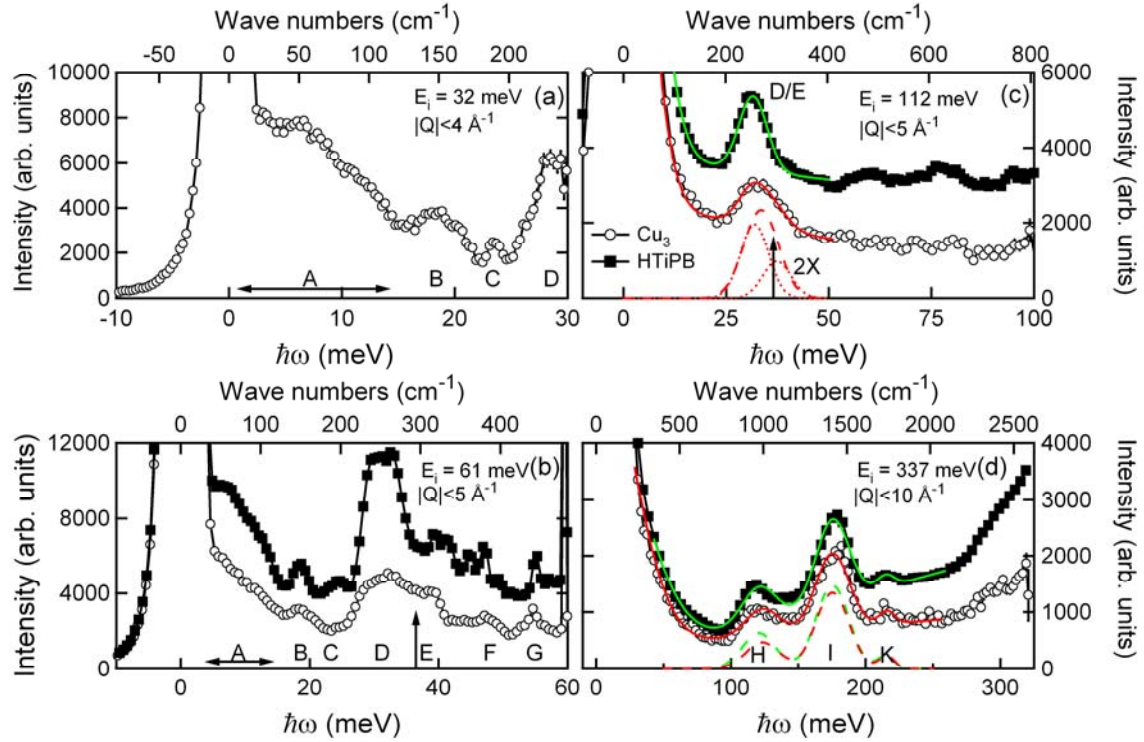 Wave numbers (cm⁻¹)
-50 0 50 100 150 200
10000
8000
6000
4000
2000
0
Intensity (arb. units)
E_i = 32 meV (a)
|Q|<4 Å⁻¹
A B C D
-10 0 10 20 30
ħω (meV)
Wave numbers (cm⁻¹)
0 200 400 600 800
6000
4000
2000
0
Intensity (arb. units)
D/E
E_i = 112 meV (c)
|Q|<5 Å⁻¹
Cu₃
HTiPB
2X
0 25 50 75 100
ħω (meV)
Wave numbers (cm⁻¹)
0 100 200 300 400
12000
8000
4000
0
Intensity (arb. units)
E_i = 61 meV (b)
|Q|<5 Å⁻¹
A B C D E F G
0 20 40 60
ħω (meV)
Wave numbers (cm⁻¹)
0 500 1000 1500 2000 2500
4000
3000
2000
1000
0
Intensity (arb. units)
E_i = 337 meV (d)
|Q|<10 Å⁻¹
H I K
0 100 200 300
ħω (meV)